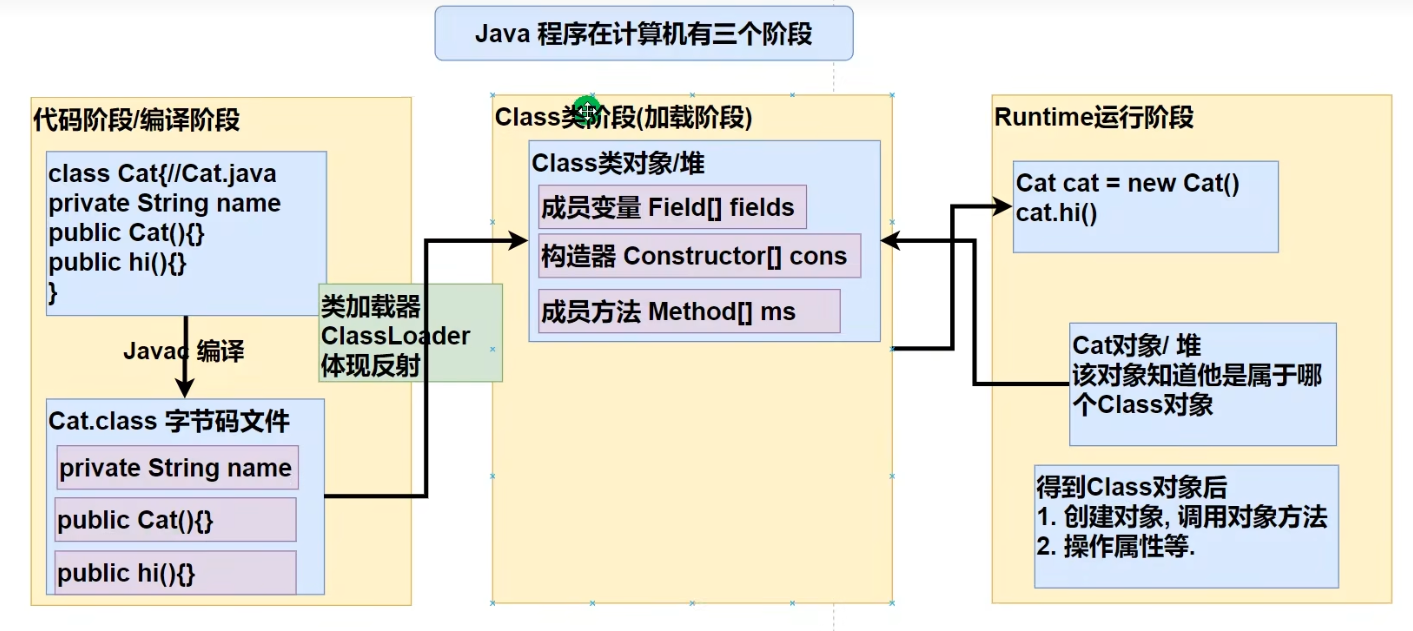 Java 程序在计算机有三个阶段
代码阶段/编译阶段
class Cat{//Cat.java
private String name
public Cat(){}
public hi(){}
}
Javac 编译
Cat.class 字节码文件
private String name
public Cat(){}
public hi(){}
类加载器
ClassLoader
体现反射
Class类阶段(加载阶段)
Class类对象/堆
成员变量 Field[] fields
构造器 Constructor[] cons
成员方法 Method[] ms
Runtime运行阶段
Cat cat = new Cat()
cat.hi()
Cat对象/ 堆
该对象知道他是属于哪
个Class对象
得到Class对象后
1. 创建对象, 调用对象方法
2. 操作属性等.